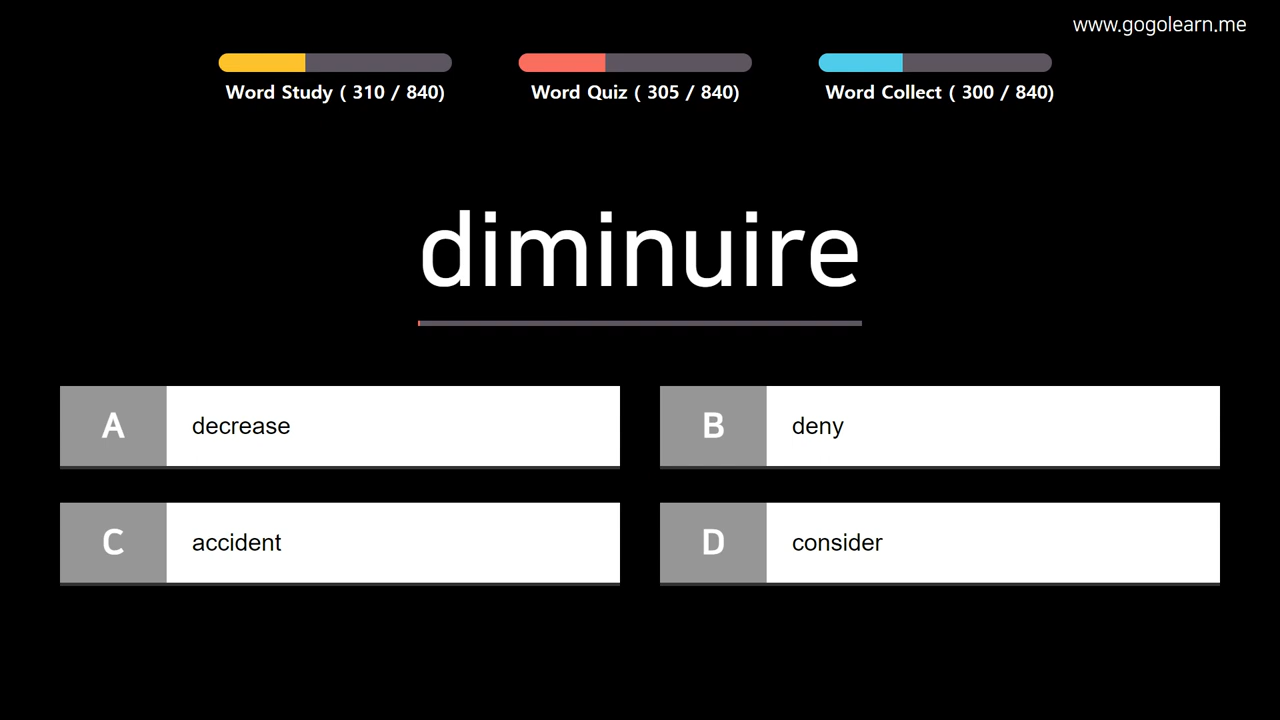 www.gogolearn.me
Word Study ( 310 / 840)
Word Quiz ( 305 / 840)
Word Collect ( 300 / 840)
diminuire
A decrease
B deny
C accident
D consider